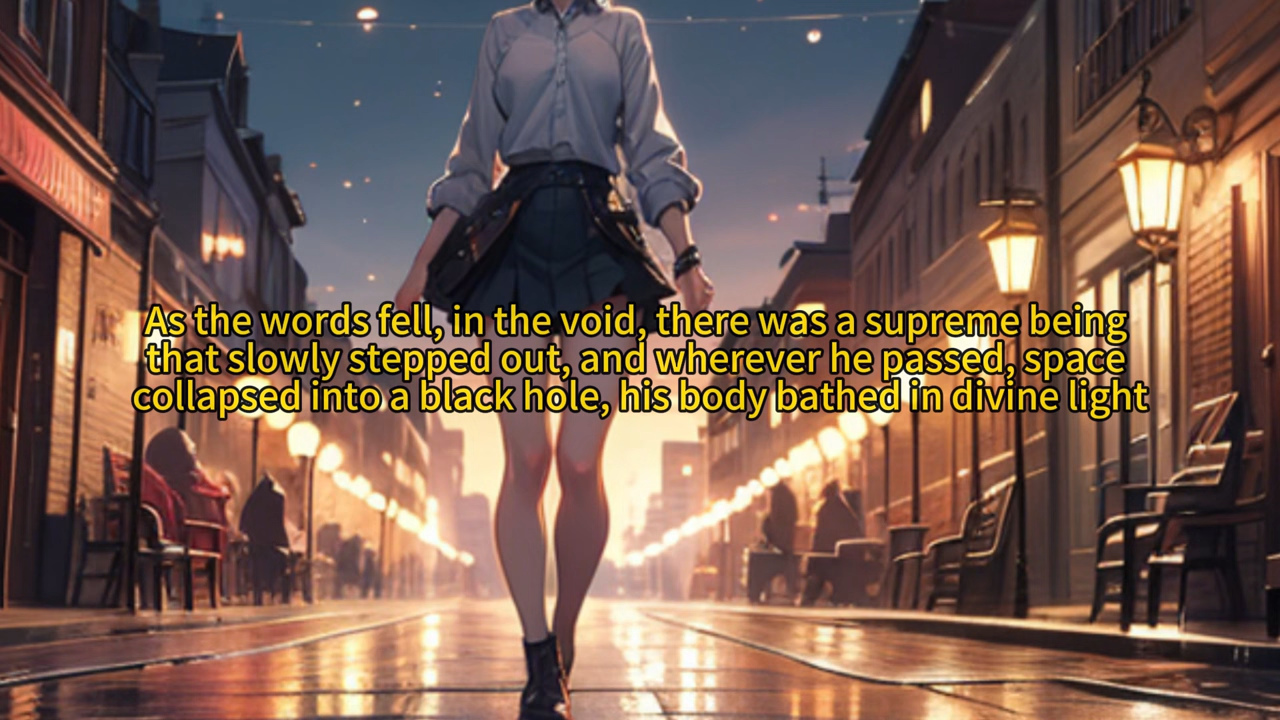 As the words fell, in the void, there was a supreme being
that slowly stepped out, and wherever he passed, space
collapsed into a black hole, his body bathed in divine light